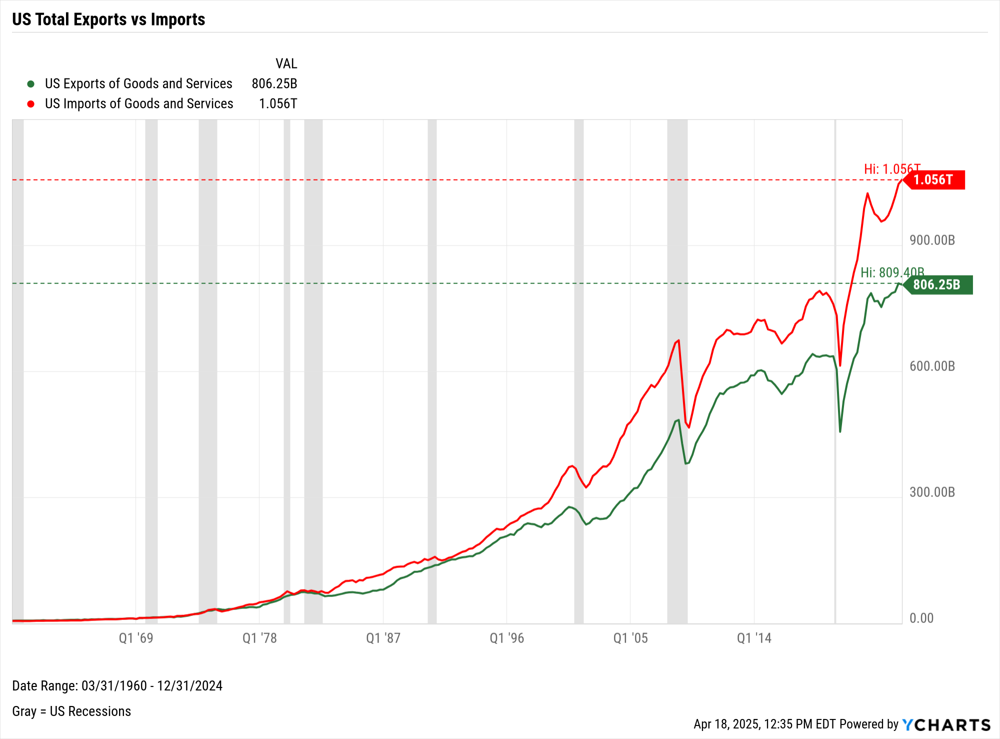 US Total Exports vs Imports
VAL
US Exports of Goods and Services 806.25B
US Imports of Goods and Services 1.056T
Hi: 1.056T
1.056T
900.00B
Hi: 809.40B
806.25B
600.00B
300.00B
0.00
Q1 '69 Q1 '78 Q1 '87 Q1 '96 Q1 '05 Q1 '14
Date Range: 03/31/1960 - 12/31/2024
Gray = US Recessions
Apr 18, 2025, 12:35 PM EDT Powered by YCHARTS